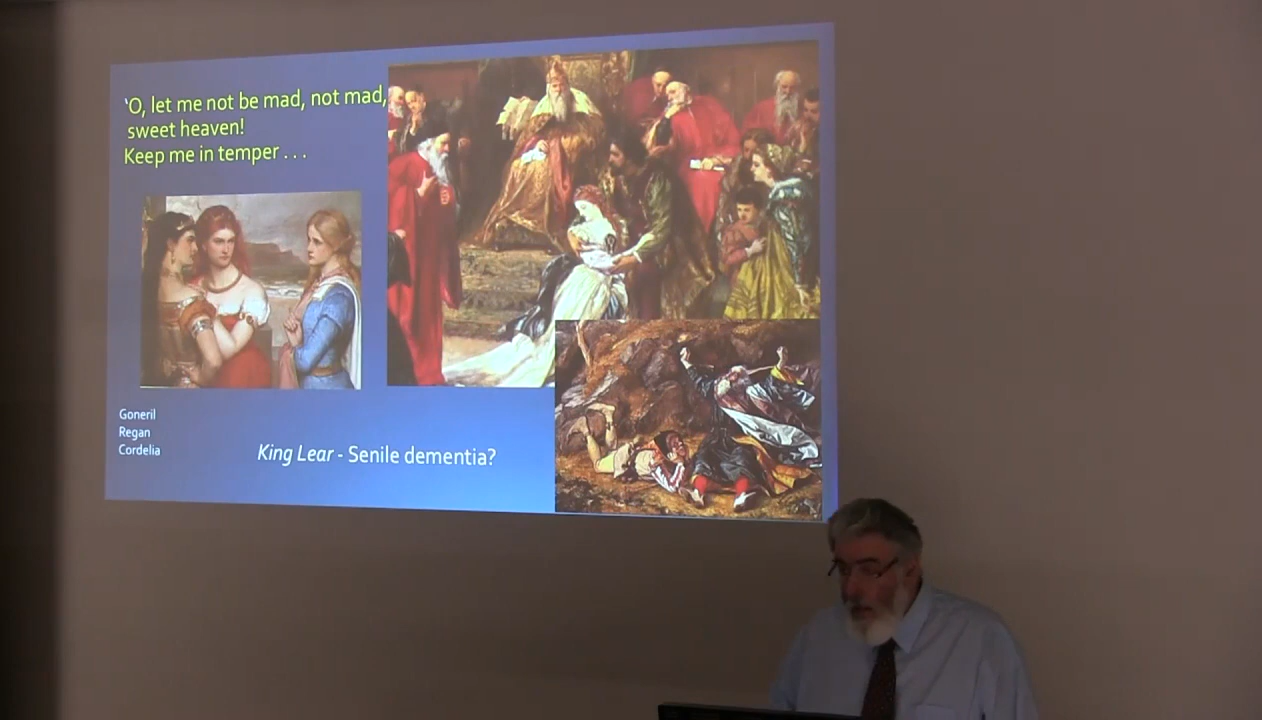 ‘O, let me not be mad, not mad,
sweet heaven!
Keep me in temper . . .
Goneril
Regan
Cordelia
King Lear - Senile dementia?